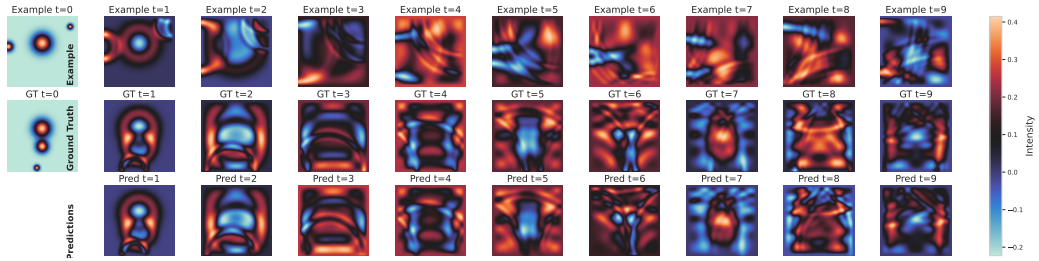 Example t=0 Example t=1 Example t=2 Example t=3 Example t=4 Example t=5 Example t=6 Example t=7 Example t=8 Example t=9
Example
GT t=0 GT t=1 GT t=2 GT t=3 GT t=4 GT t=5 GT t=6 GT t=7 GT t=8 GT t=9
Ground Truth
Pred t=1 Pred t=2 Pred t=3 Pred t=4 Pred t=5 Pred t=6 Pred t=7 Pred t=8 Pred t=9
Predictions
0.4
0.3
0.2
0.1
0.0
−0.1
−0.2
Intensity